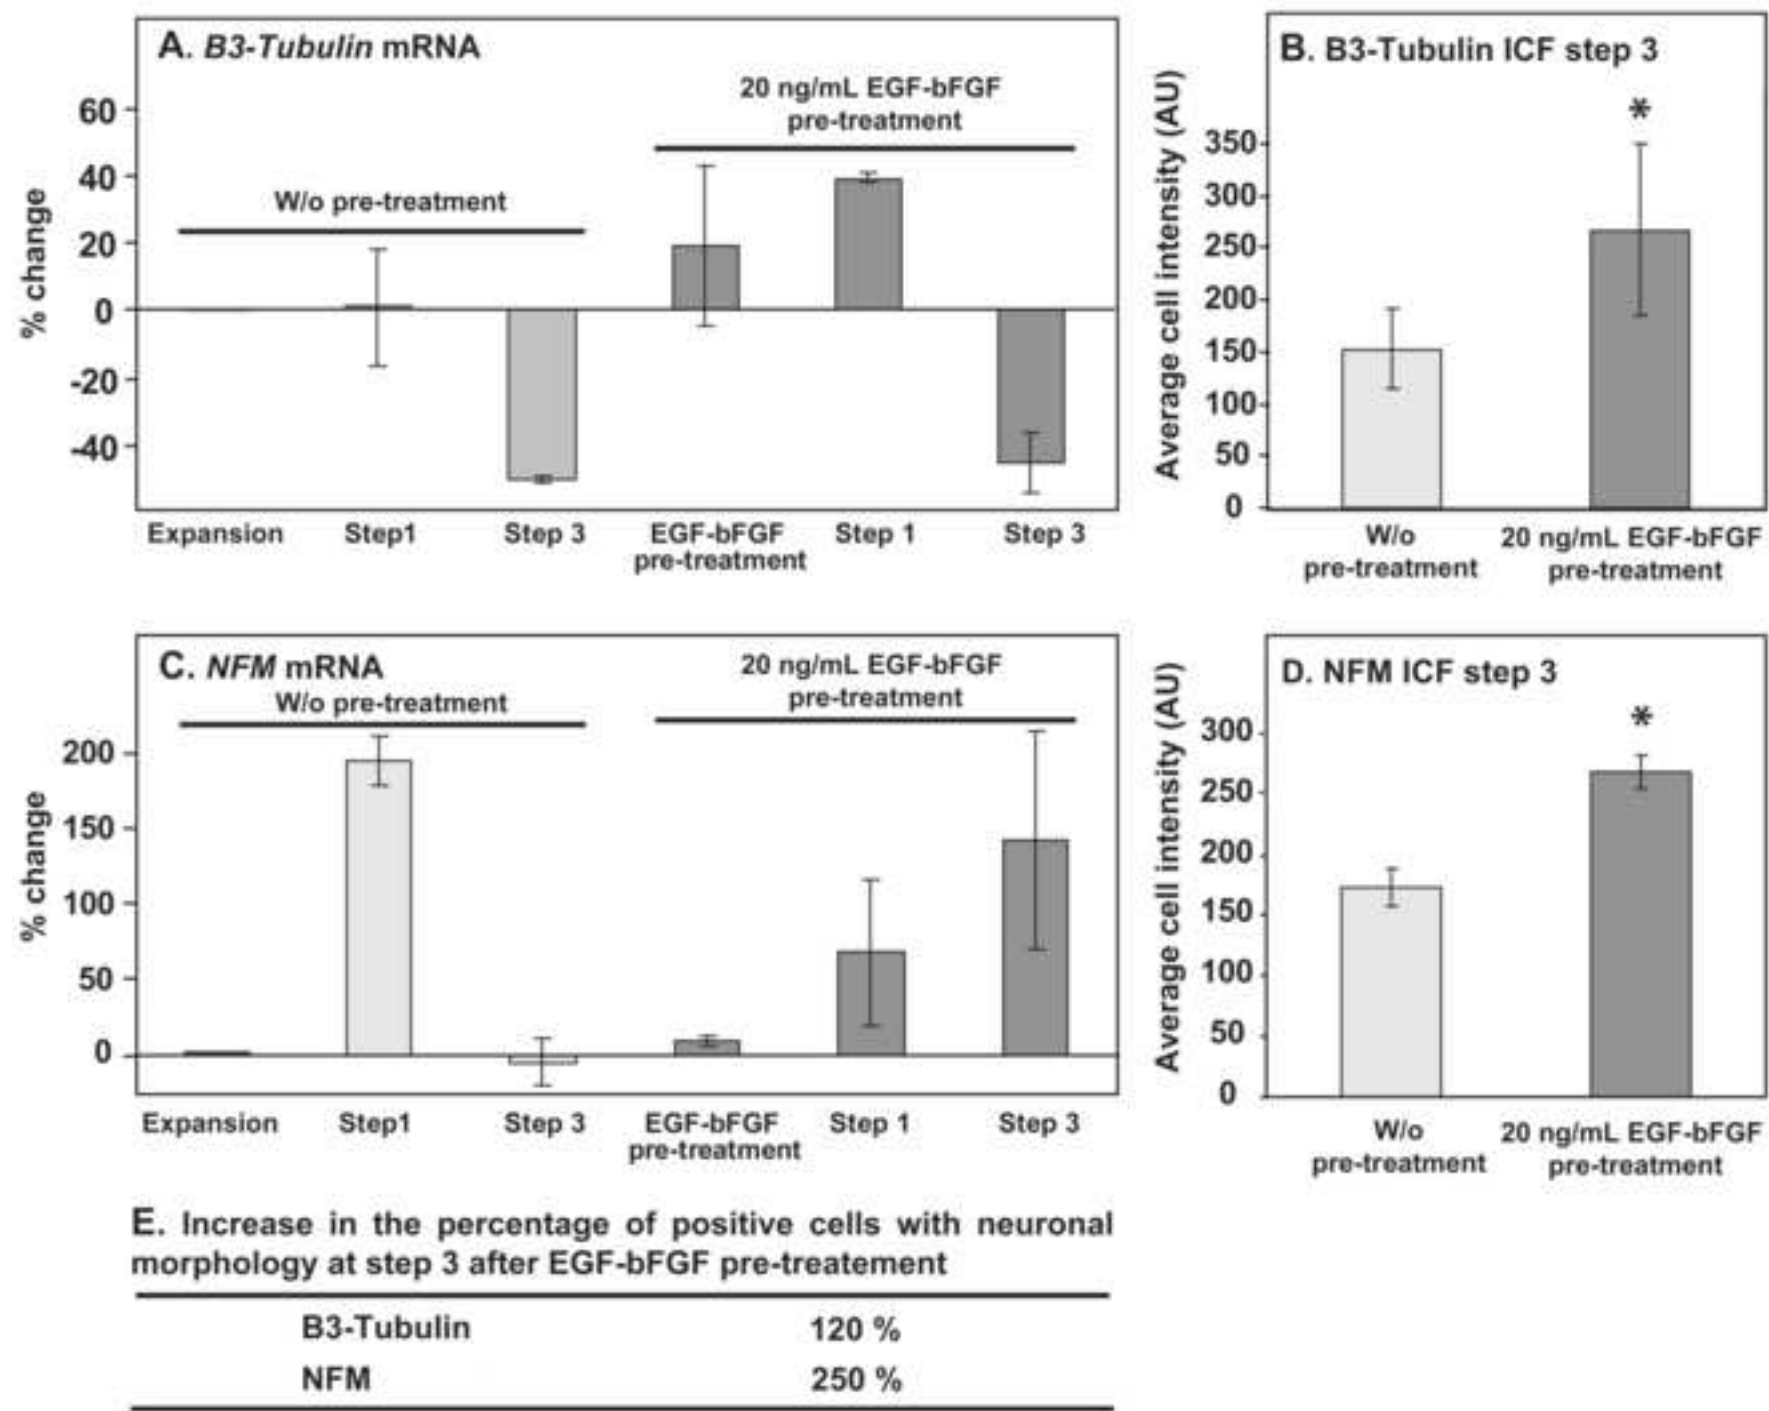 A. B3-Tubulin mRNA
20 ng/mL EGF-bFGF
pre-treatment
W/o pre-treatment
% change
60
40
20
0
-20
-40
Expansion Step1 Step 3 EGF-bFGF Step 1 Step 3
pre-treatment
B. B3-Tubulin ICF step 3
*
Average cell intensity (AU)
350
300
250
200
150
100
50
0
W/o 20 ng/mL EGF-bFGF
pre-treatment pre-treatment
C. NFM mRNA
20 ng/mL EGF-bFGF
pre-treatment
W/o pre-treatment
% change
200
150
100
50
0
Expansion Step1 Step 3 EGF-bFGF Step 1 Step 3
pre-treatment
D. NFM ICF step 3
*
Average cell intensity (AU)
300
250
200
150
100
50
0
W/o 20 ng/mL EGF-bFGF
pre-treatment pre-treatment
E. Increase in the percentage of positive cells with neuronal
morphology at step 3 after EGF-bFGF pre-treatement
B3-Tubulin 120 %
NFM 250 %